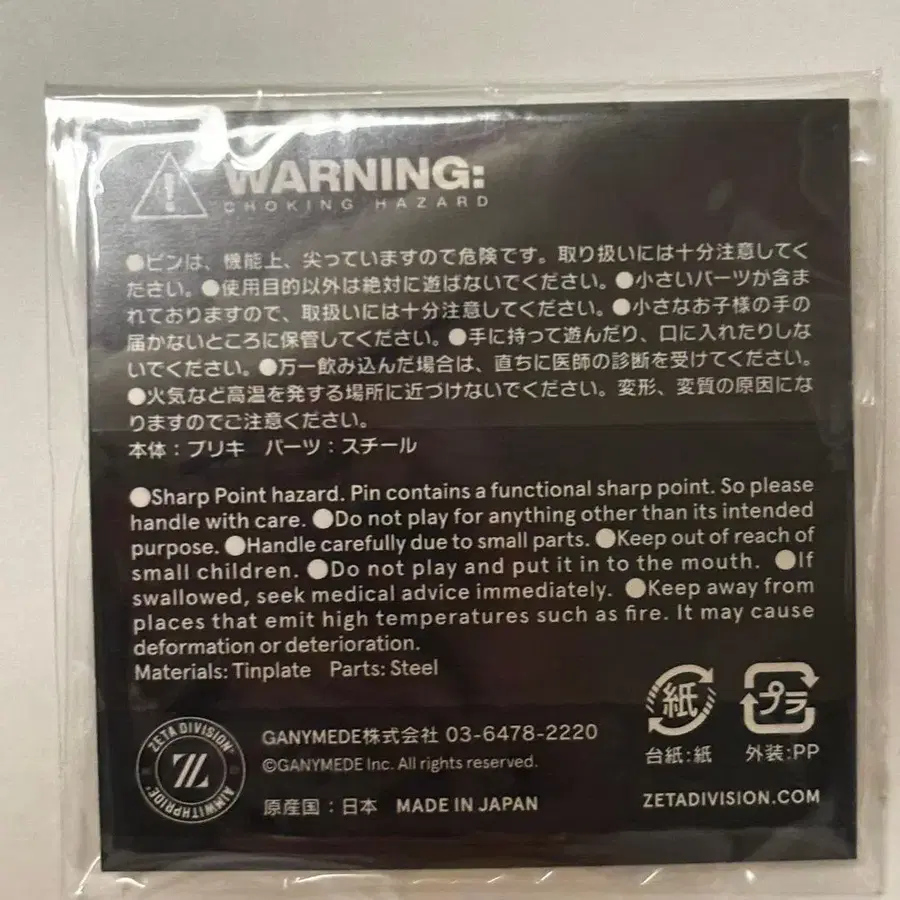 WARNING:
CHOKING HAZARD
●ピンは、機能上、尖っていますので危険です。取り扱いには十分注意してく
ださい。●使用目的以外は絶対に遊ばないでください。●小さいパーツが含ま
れておりますので、取扱いには十分注意してください。●小さなお子様の手の
届かないところに保管してください。●手に持って遊んだり、口に入れたりしな
いでください。●万一飲み込んだ場合は、直ちに医師の診断を受けてください。
●火気など高温を発する場所に近づけないでください。変形、変質の原因にな
りますのでご注意ください。
本体：ブリキ　パーツ：スチール
●Sharp Point hazard. Pin contains a functional sharp point. So please
handle with care. ●Do not play for anything other than its intended
purpose. ●Handle carefully due to small parts. ●Keep out of reach of
small children. ●Do not play and put it in to the mouth. ●If
swallowed, seek medical advice immediately. ●Keep away from
places that emit high temperatures such as fire. It may cause
deformation or deterioration.
Materials: Tinplate   Parts: Steel
紙
プラ
台紙：紙
外装：PP
ZETA DIVISION
Z
AIMWITHPRIDE
GANYMEDE株式会社 03-6478-2220
©GANYMEDE Inc. All rights reserved.
原産国：日本   MADE IN JAPAN
ZETADIVISION.COM